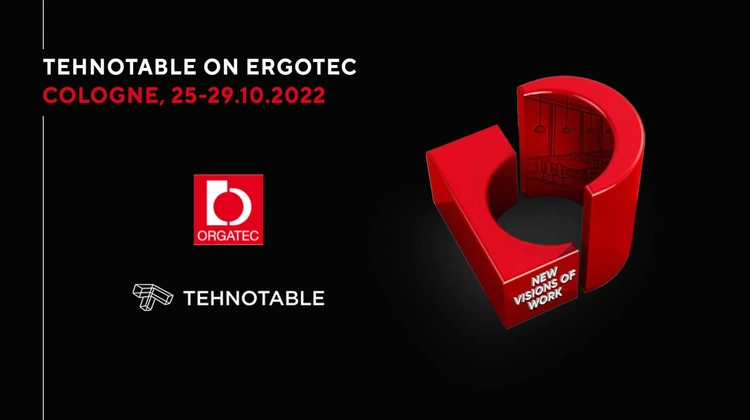 TEHNOTABLE ON ERGOTEC
COLOGNE, 25-29.10.2022
ORGATEC
TEHNOTABLE
NEW
VISIONS OF
WORK